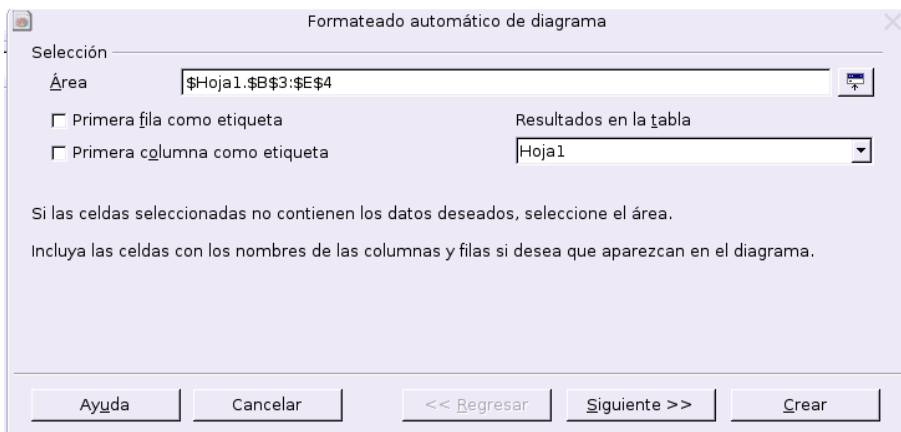 Formateado automático de diagrama
Selección
Área
$Hoja1.$B$3:$E$4
Primera fila como etiqueta
Resultados en la tabla
Primera columna como etiqueta
Hoja1
Si las celdas seleccionadas no contienen los datos deseados, seleccione el área.
Incluya las celdas con los nombres de las columnas y filas si desea que aparezcan en el diagrama.
Ayuda
Cancelar
<< Regresar
Siguiente >>
Crear